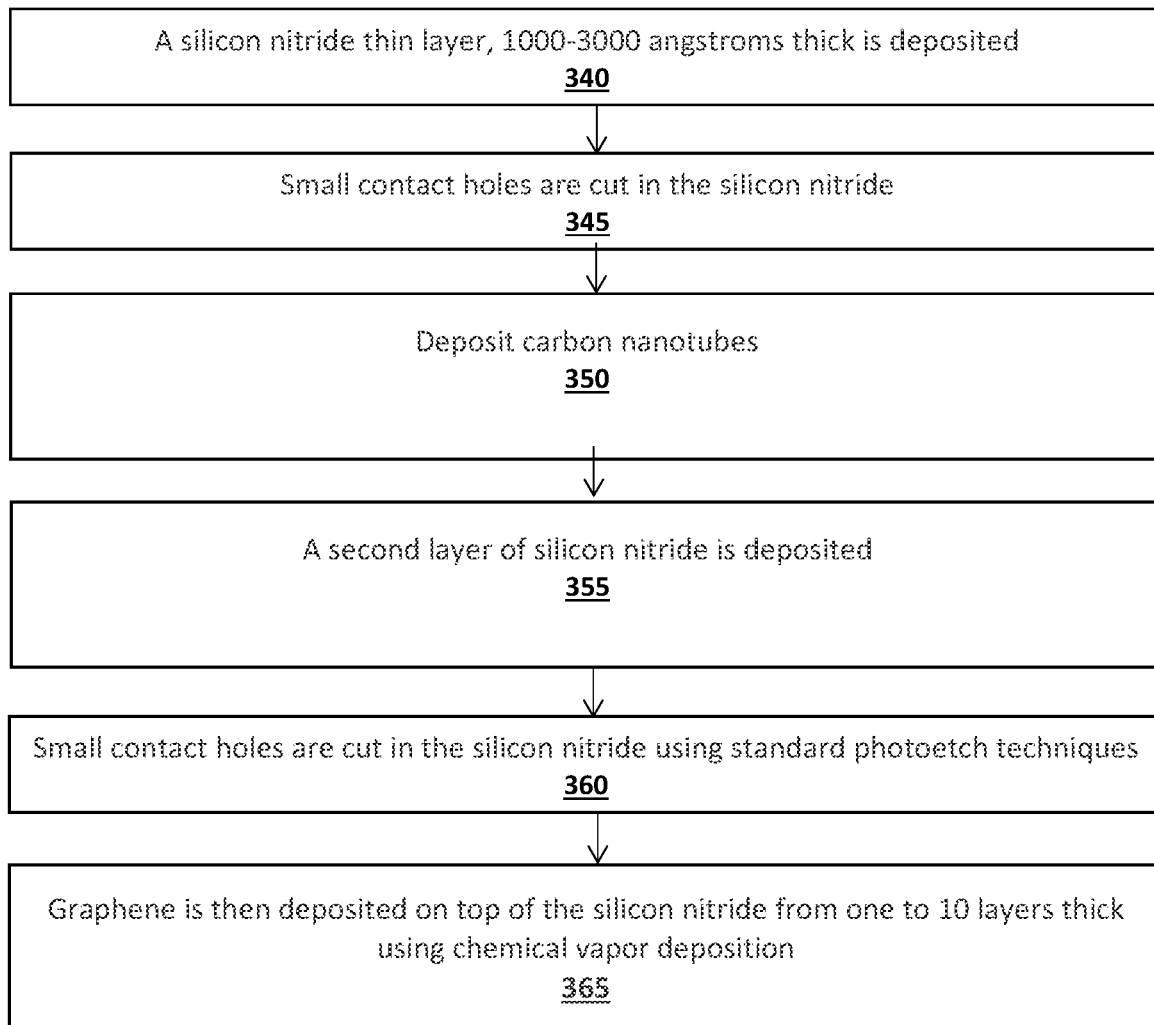 A silicon nitride thin layer, 1000-3000 angstroms thick is deposited
340
Small contact holes are cut in the silicon nitride
345
Deposit carbon nanotubes
350
A second layer of silicon nitride is deposited
355
Small contact holes are cut in the silicon nitride using standard photoetch techniques
360
Graphene is then deposited on top of the silicon nitride from one to 10 layers thick
using chemical vapor deposition
365